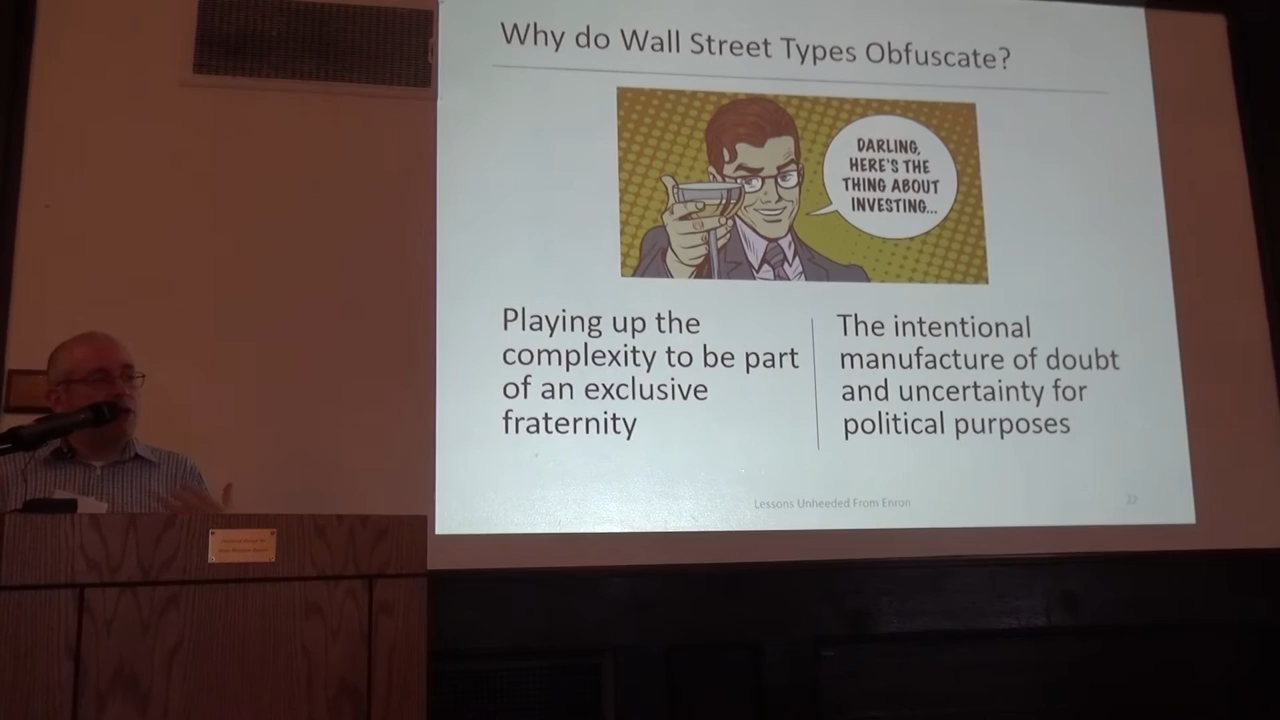 Why do Wall Street Types Obfuscate?
DARLING,
HERE'S THE
THING ABOUT
INVESTING...
Playing up the
complexity to be part
of an exclusive
fraternity
The intentional
manufacture of doubt
and uncertainty for
political purposes
Lessons Unheeded From Enron